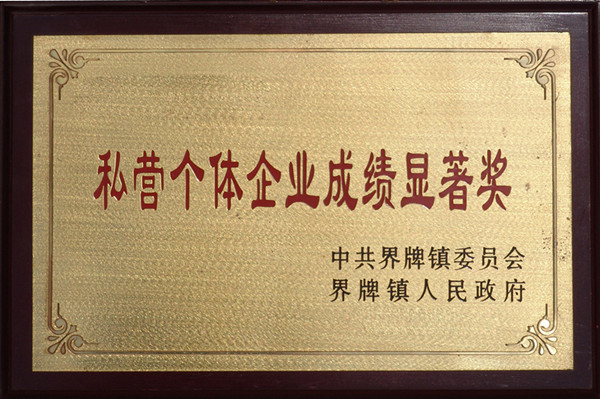 私营个体企业成绩显著奖
中共界牌镇委员会
界牌镇人民政府